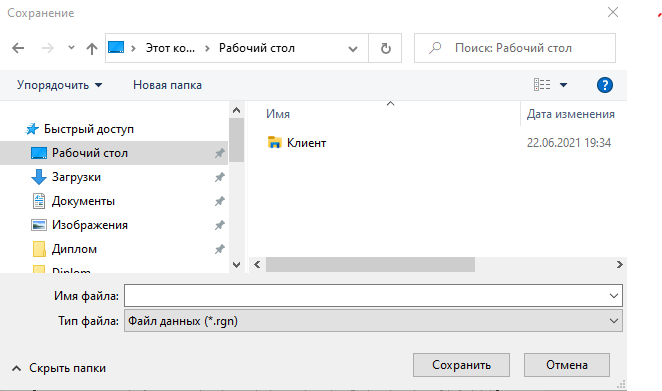 Сохранение
Этот ко... Рабочий стол
Поиск: Рабочий стол
Упорядочить Новая папка
Имя Дата изменения
Быстрый доступ
Рабочий стол
Загрузки
Документы
Изображения
Диплом
Diplom
Клиент 22.06.2021 19:34
Имя файла:
Тип файла: Файл данных (*.rgn)
Скрыть папки Сохранить Отмена